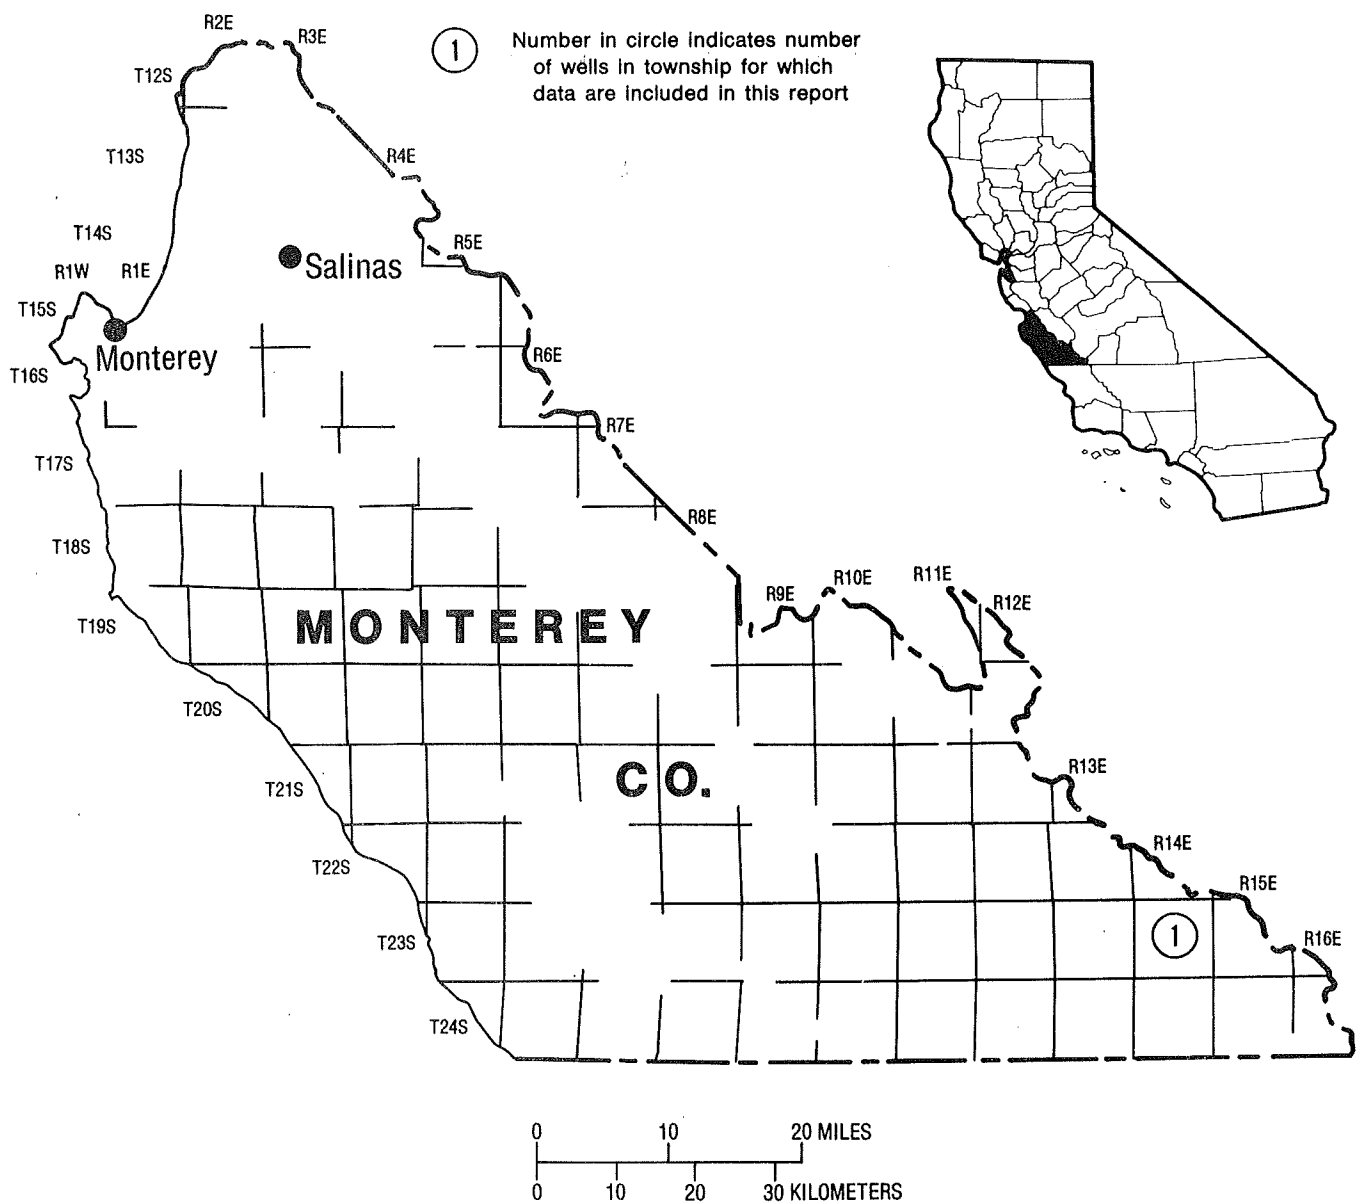 R2E
R3E
1
Number in circle indicates number
of wells in township for which
data are included in this report
T12S
T13S
R4E
T14S
R5E
R1W
R1E
Salinas
T15S
Monterey
R6E
T16S
R7E
T17S
R8E
T18S
R9E
R10E
R11E
R12E
T19S
MONTEREY
T20S
CO.
R13E
T21S
R14E
T22S
R15E
1
T23S
R16E
T24S
0 10 20 MILES
0 10 20 30 KILOMETERS